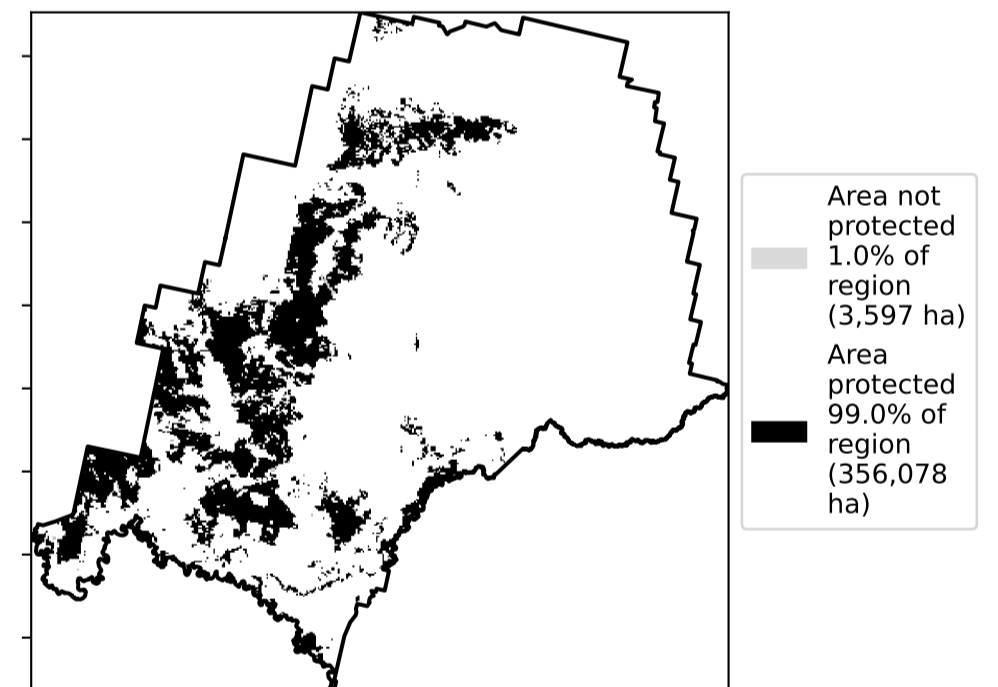 Area not
protected
1.0% of
region
(3,597 ha)
Area
protected
99.0% of
region
(356,078
ha)